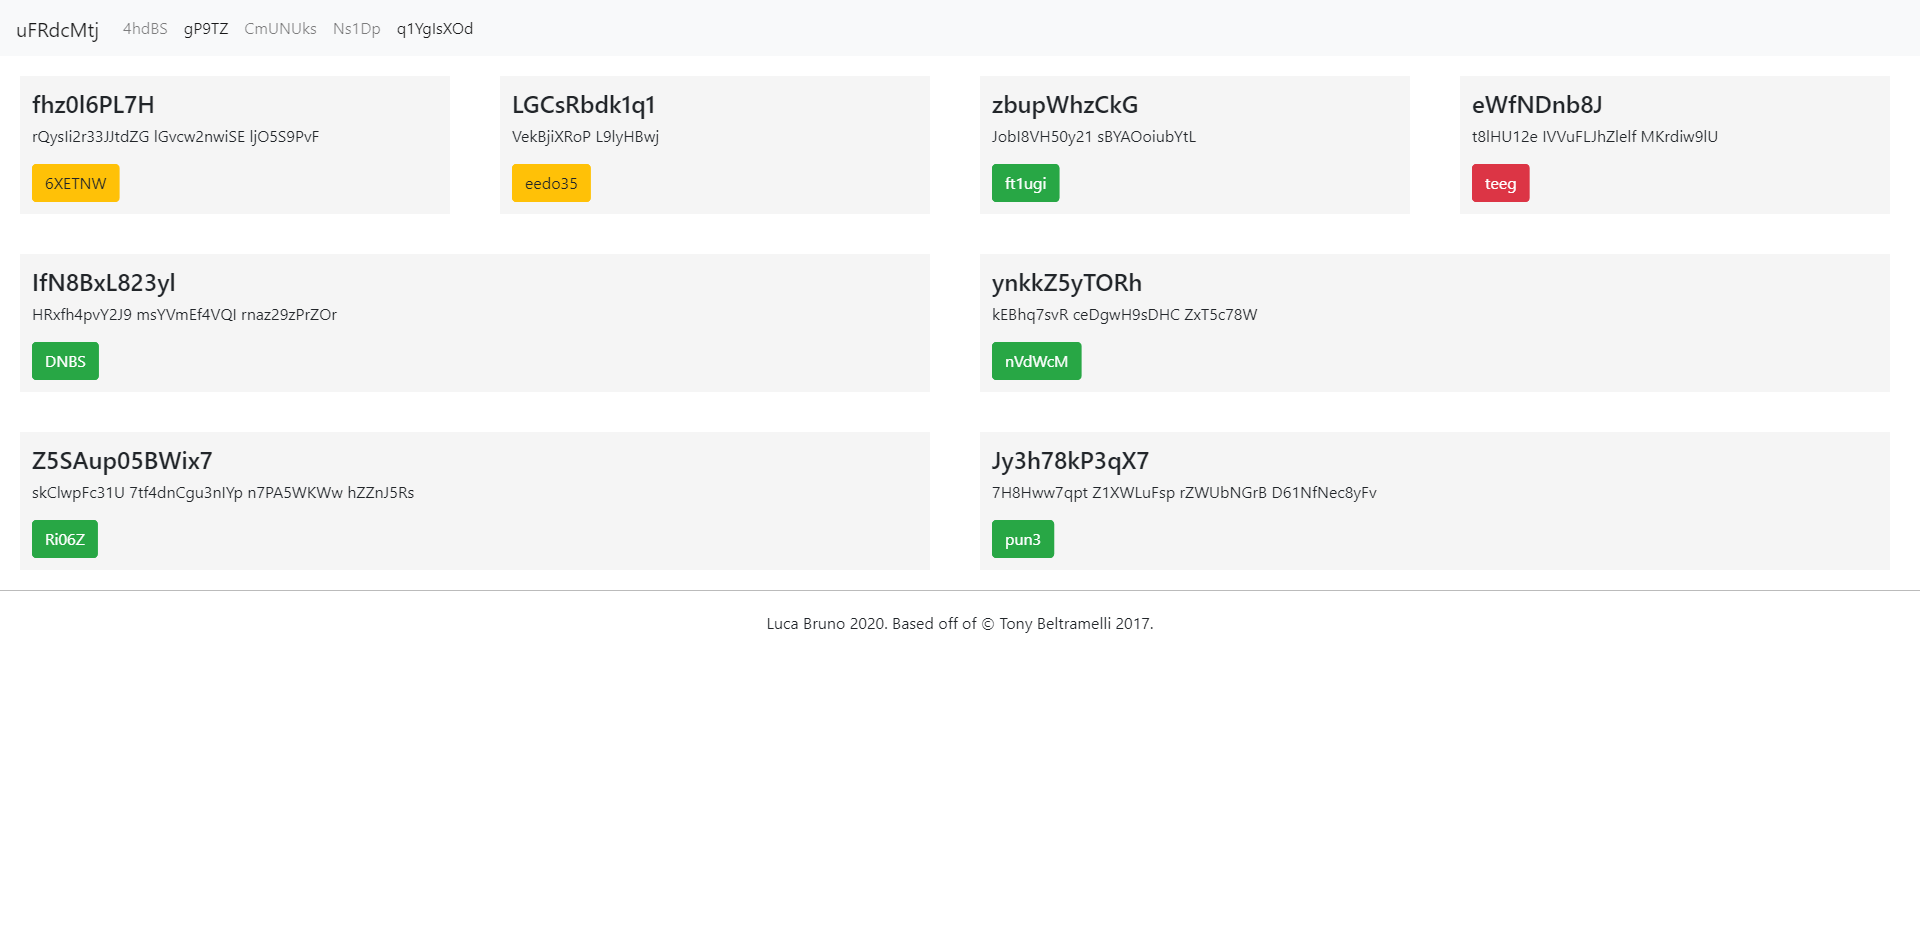 uFRdcMtj 4hdBS gP9TZ CmUNUks Ns1Dp q1YgIsXOd
fhz0l6PL7H
rQysIi2r33JJtdZG lGvcw2nwiSE ljO5S9PvF
6XETNW
LGCsRbdk1q1
VekBjiXRoP L9lyHBwj
eedo35
zbupWhzCkG
JobI8VH50y21 sBYAOoiubYtL
ft1ugi
eWfNDnb8J
t8lHU12e IVVuFLJhZlelf MKrdiw9lU
teeg
IfN8BxL823yl
HRxfh4pvY2J9 msYVmEf4VQI rnaz29zPrZOr
DNBS
ynkkZ5yTORh
kEBhq7svR ceDgwH9sDHC ZxT5c78W
nVdWcM
Z5SAup05BWix7
skClwpFc31U 7tf4dnCgu3nIYp n7PA5WKWw hZZnJ5Rs
Ri06Z
Jy3h78kP3qX7
7H8Hww7qpt Z1XWLuFsp rZWUbNGrB D61NfNec8yFv
pun3
Luca Bruno 2020. Based off of © Tony Beltramelli 2017.